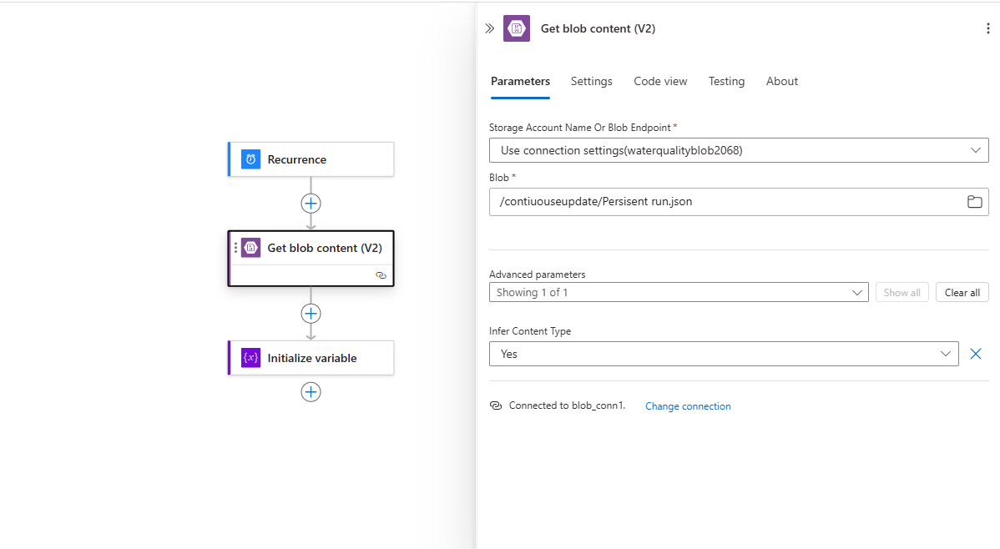 Recurrence
Get blob content (V2)
{x} Initialize variable
Get blob content (V2)
Parameters Settings Code view Testing About
Storage Account Name Or Blob Endpoint *
Use connection settings(waterqualityblob2068)
Blob *
/contiuouseupdate/Persisent run.json
Advanced parameters
Showing 1 of 1 Show all Clear all
Infer Content Type
Yes
Connected to blob_conn1. Change connection